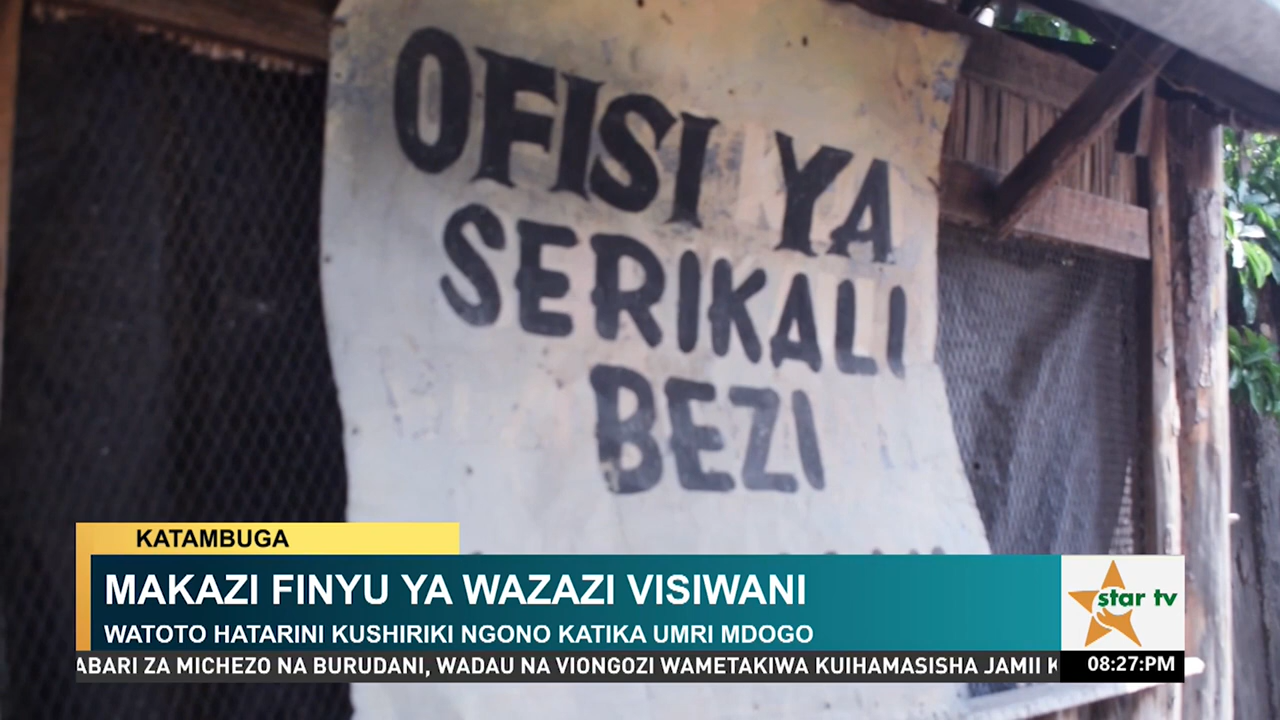 OFISI YA
SERIKALI
BEZI
KATAMBUGA
MAKAZI FINYU YA WAZAZI VISIWANI
WATOTO HATARINI KUSHIRIKI NGONO KATIKA UMRI MDOGO
star tv
ABARI ZA MICHEZO NA BURUDANI, WADAU NA VIONGOZI WAMETAKIWA KUIHAMASISHA JAMII K
08:27:PM